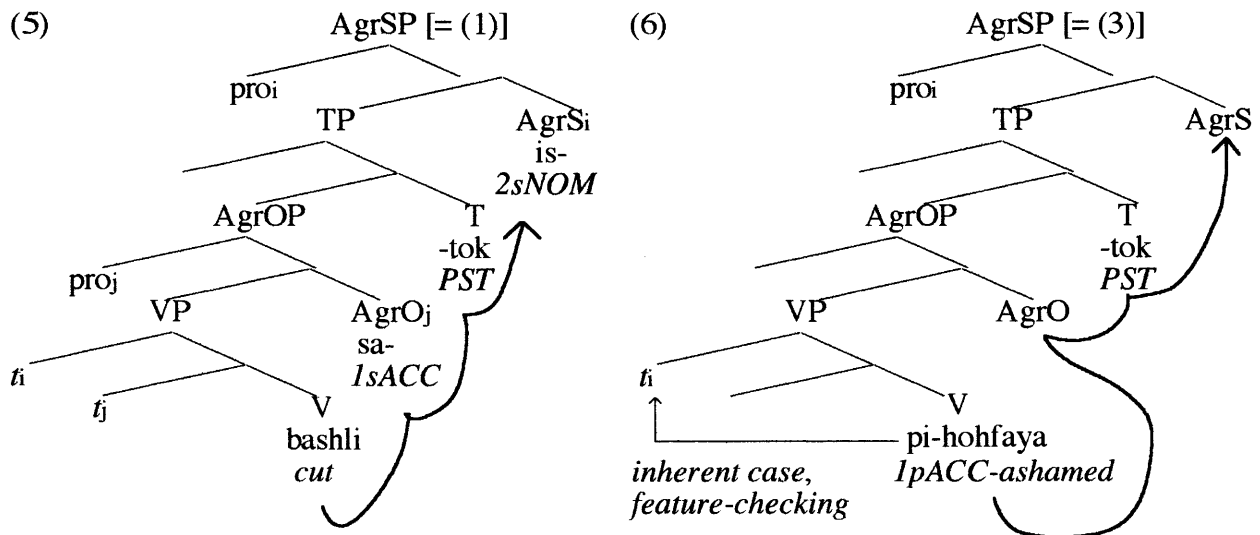 (5) AgrSP [= (1)]
proi
TP AgrSi
is-
2sNOM
AgrOP T
-tok
PST
proj
VP AgrOj
sa-
1sACC
ti
tj V
bashli
cut
(6) AgrSP [= (3)]
proi
TP AgrS
AgrOP T
-tok
PST
VP AgrO
ti
V
pi-hohfaya
1pACC-ashamed
inherent case,
feature-checking